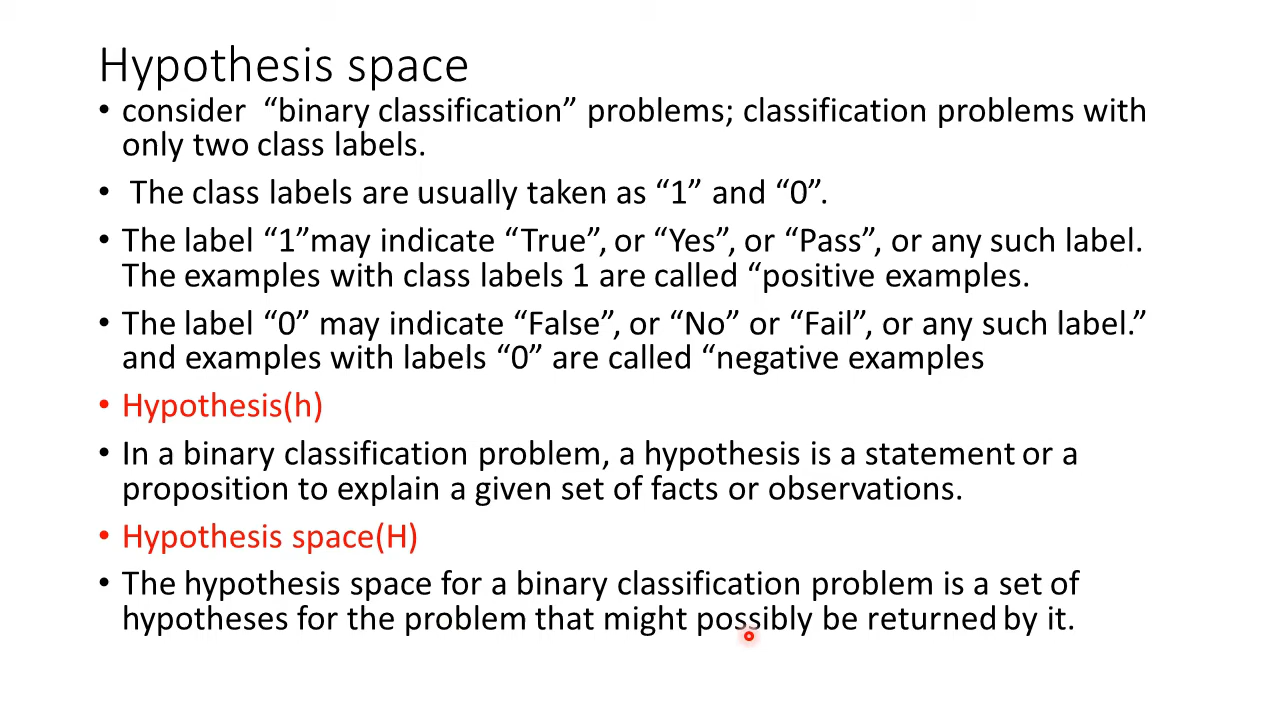 Hypothesis space
• consider “binary classification” problems; classification problems with
only two class labels.
• The class labels are usually taken as “1” and “0”.
• The label “1”may indicate “True”, or “Yes”, or “Pass”, or any such label.
The examples with class labels 1 are called “positive examples.
• The label “0” may indicate “False”, or “No” or “Fail”, or any such label.”
and examples with labels “0” are called “negative examples
• Hypothesis(h)
• In a binary classification problem, a hypothesis is a statement or a
proposition to explain a given set of facts or observations.
• Hypothesis space(H)
• The hypothesis space for a binary classification problem is a set of
hypotheses for the problem that might possibly be returned by it.